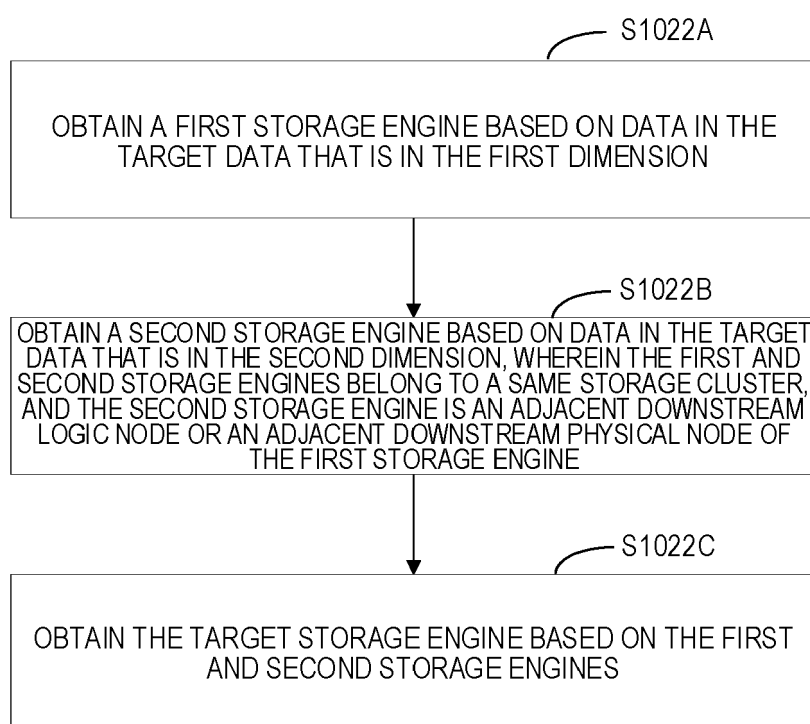 S1022A
OBTAIN A FIRST STORAGE ENGINE BASED ON DATA IN THE
TARGET DATA THAT IS IN THE FIRST DIMENSION
S1022B
OBTAIN A SECOND STORAGE ENGINE BASED ON DATA IN THE TARGET
DATA THAT IS IN THE SECOND DIMENSION, WHEREIN THE FIRST AND
SECOND STORAGE ENGINES BELONG TO A SAME STORAGE CLUSTER,
AND THE SECOND STORAGE ENGINE IS AN ADJACENT DOWNSTREAM
LOGIC NODE OR AN ADJACENT DOWNSTREAM PHYSICAL NODE OF
THE FIRST STORAGE ENGINE
S1022C
OBTAIN THE TARGET STORAGE ENGINE BASED ON THE FIRST
AND SECOND STORAGE ENGINES